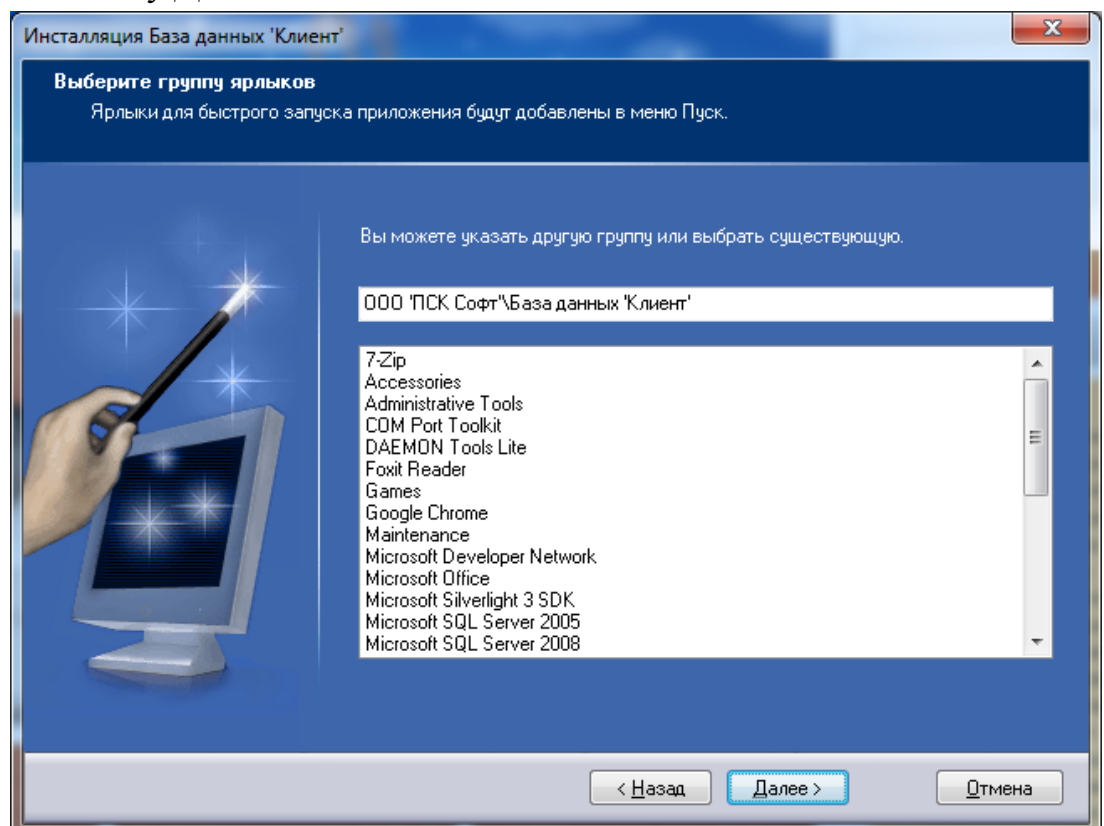 Инсталляция База данных 'Клиент'
Выберите группу ярлыков
Ярлыки для быстрого запуска приложения будут добавлены в меню Пуск.
Вы можете указать другую группу или выбрать существующую.
ООО 'ПСК Софт"\База данных 'Клиент'
7-Zip
Accessories
Administrative Tools
COM Port Toolkit
DAEMON Tools Lite
Foxit Reader
Games
Google Chrome
Maintenance
Microsoft Developer Network
Microsoft Office
Microsoft Silverlight 3 SDK
Microsoft SQL Server 2005
Microsoft SQL Server 2008
< Назад Далее > Отмена